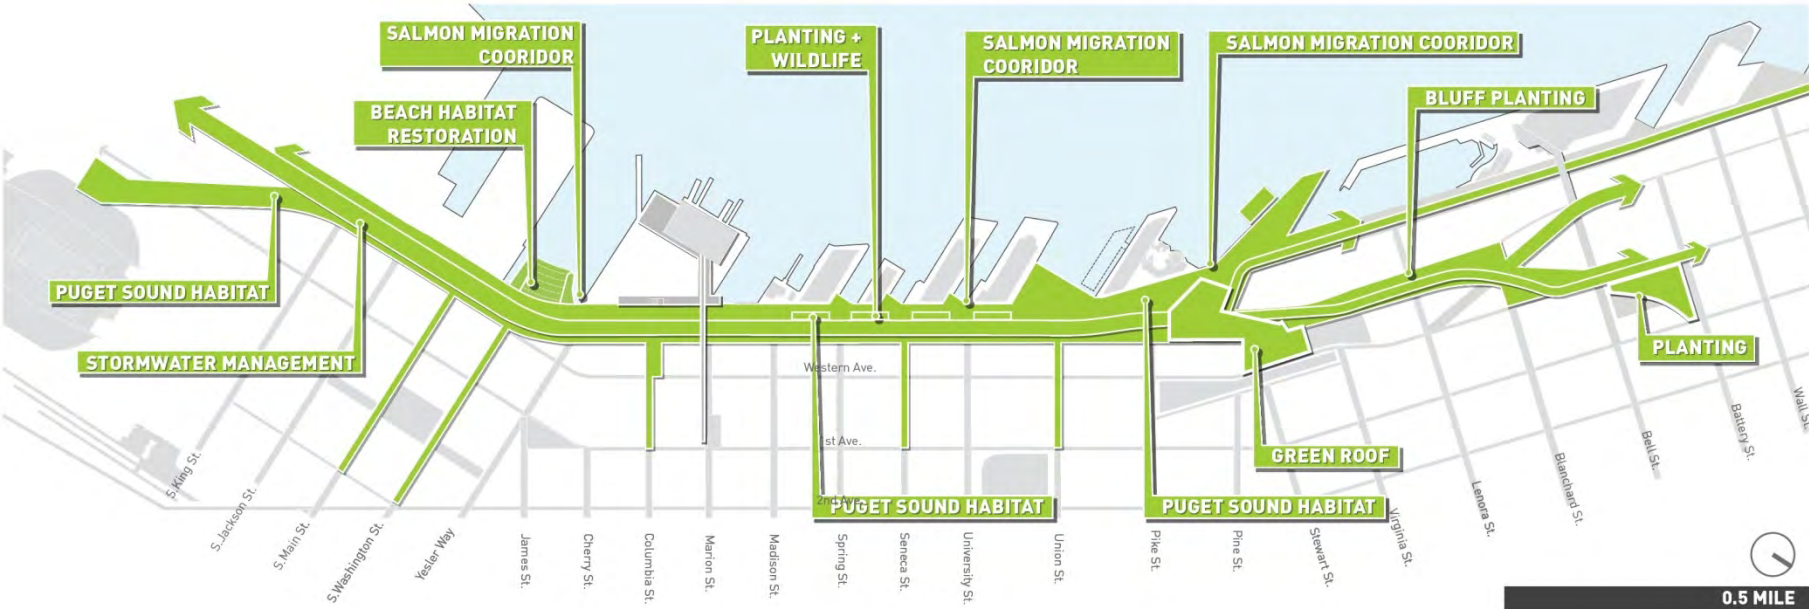 SALMON MIGRATION
COORIDOR
PLANTING +
WILDLIFE
SALMON MIGRATION
COORIDOR
SALMON MIGRATION COORIDOR
BEACH HABITAT
RESTORATION
BLUFF PLANTING
PUGET SOUND HABITAT
STORMWATER MANAGEMENT
PLANTING
GREEN ROOF
PUGET SOUND HABITAT
PUGET SOUND HABITAT
Western Ave.
1st Ave.
2nd Ave.
S.King St.
S.Jackson St.
S.Main St.
S.Washington St.
Yesler Way
James St.
Cherry St.
Columbia St.
Marion St.
Madison St.
Spring St.
Seneca St.
University St.
Union St.
Pike St.
Pine St.
Stewart St.
Virginia St.
Lenora St.
Blanchard St.
Bell St.
Battery St.
Wall St.
0.5 MILE